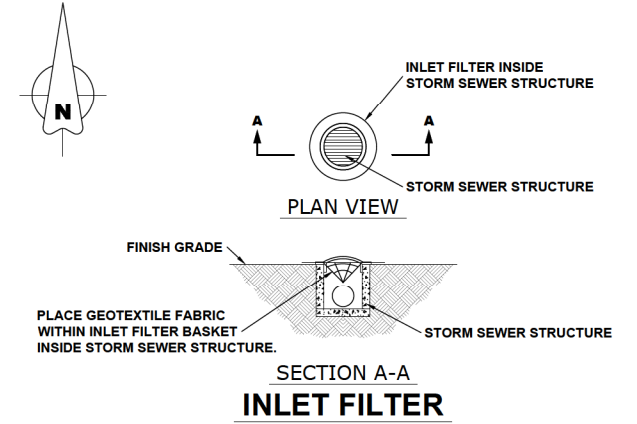 N
INLET FILTER INSIDE
STORM SEWER STRUCTURE
A A
STORM SEWER STRUCTURE
PLAN VIEW
FINISH GRADE
PLACE GEOTEXTILE FABRIC
WITHIN INLET FILTER BASKET
INSIDE STORM SEWER STRUCTURE.
STORM SEWER STRUCTURE
SECTION A-A
INLET FILTER